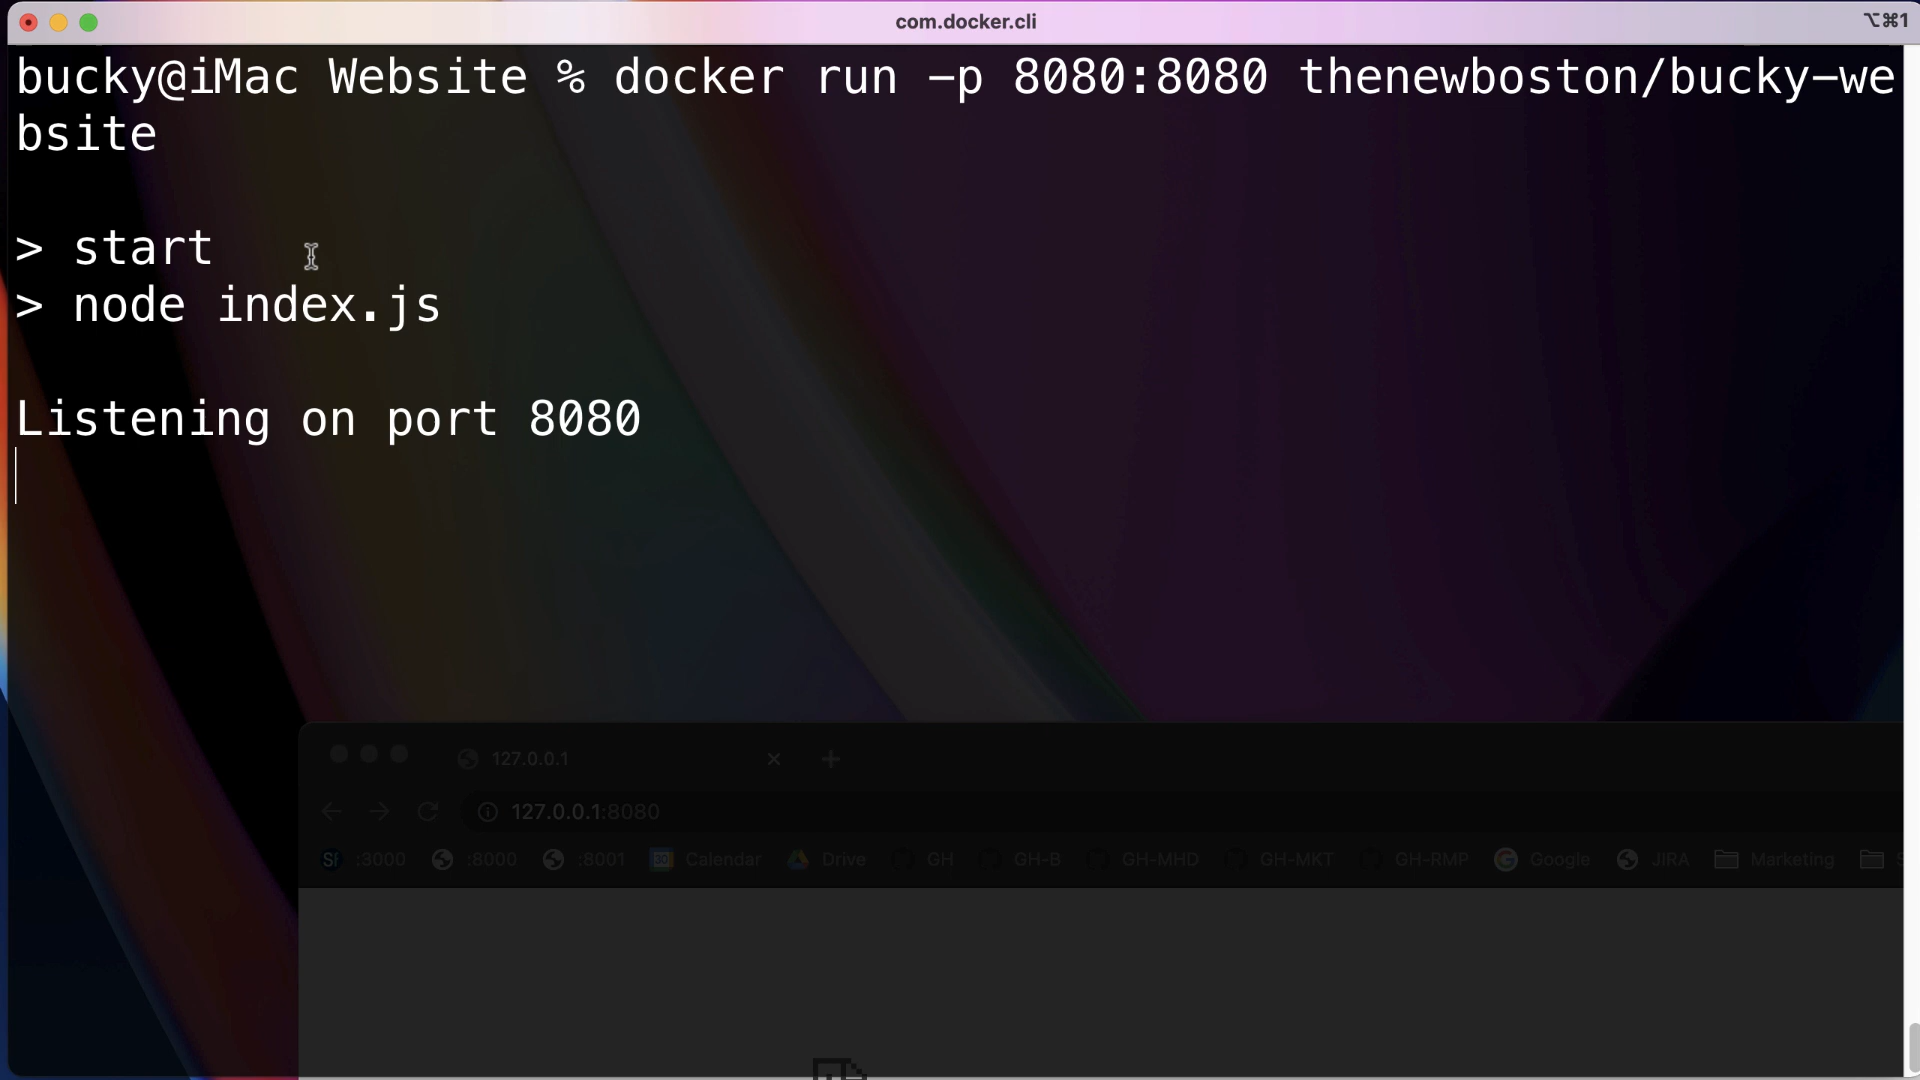 com.docker.cli
⌥⌘1
bucky@iMac Website % docker run -p 8080:8080 thenewboston/bucky-we
bsite
> start
> node index.js
Listening on port 8080
127.0.0.1
127.0.0.1:8080
:3000 :8000 :8001 Calendar Drive GH GH-B GH-MHD GH-MKT GH-RMP Google JIRA Marketing